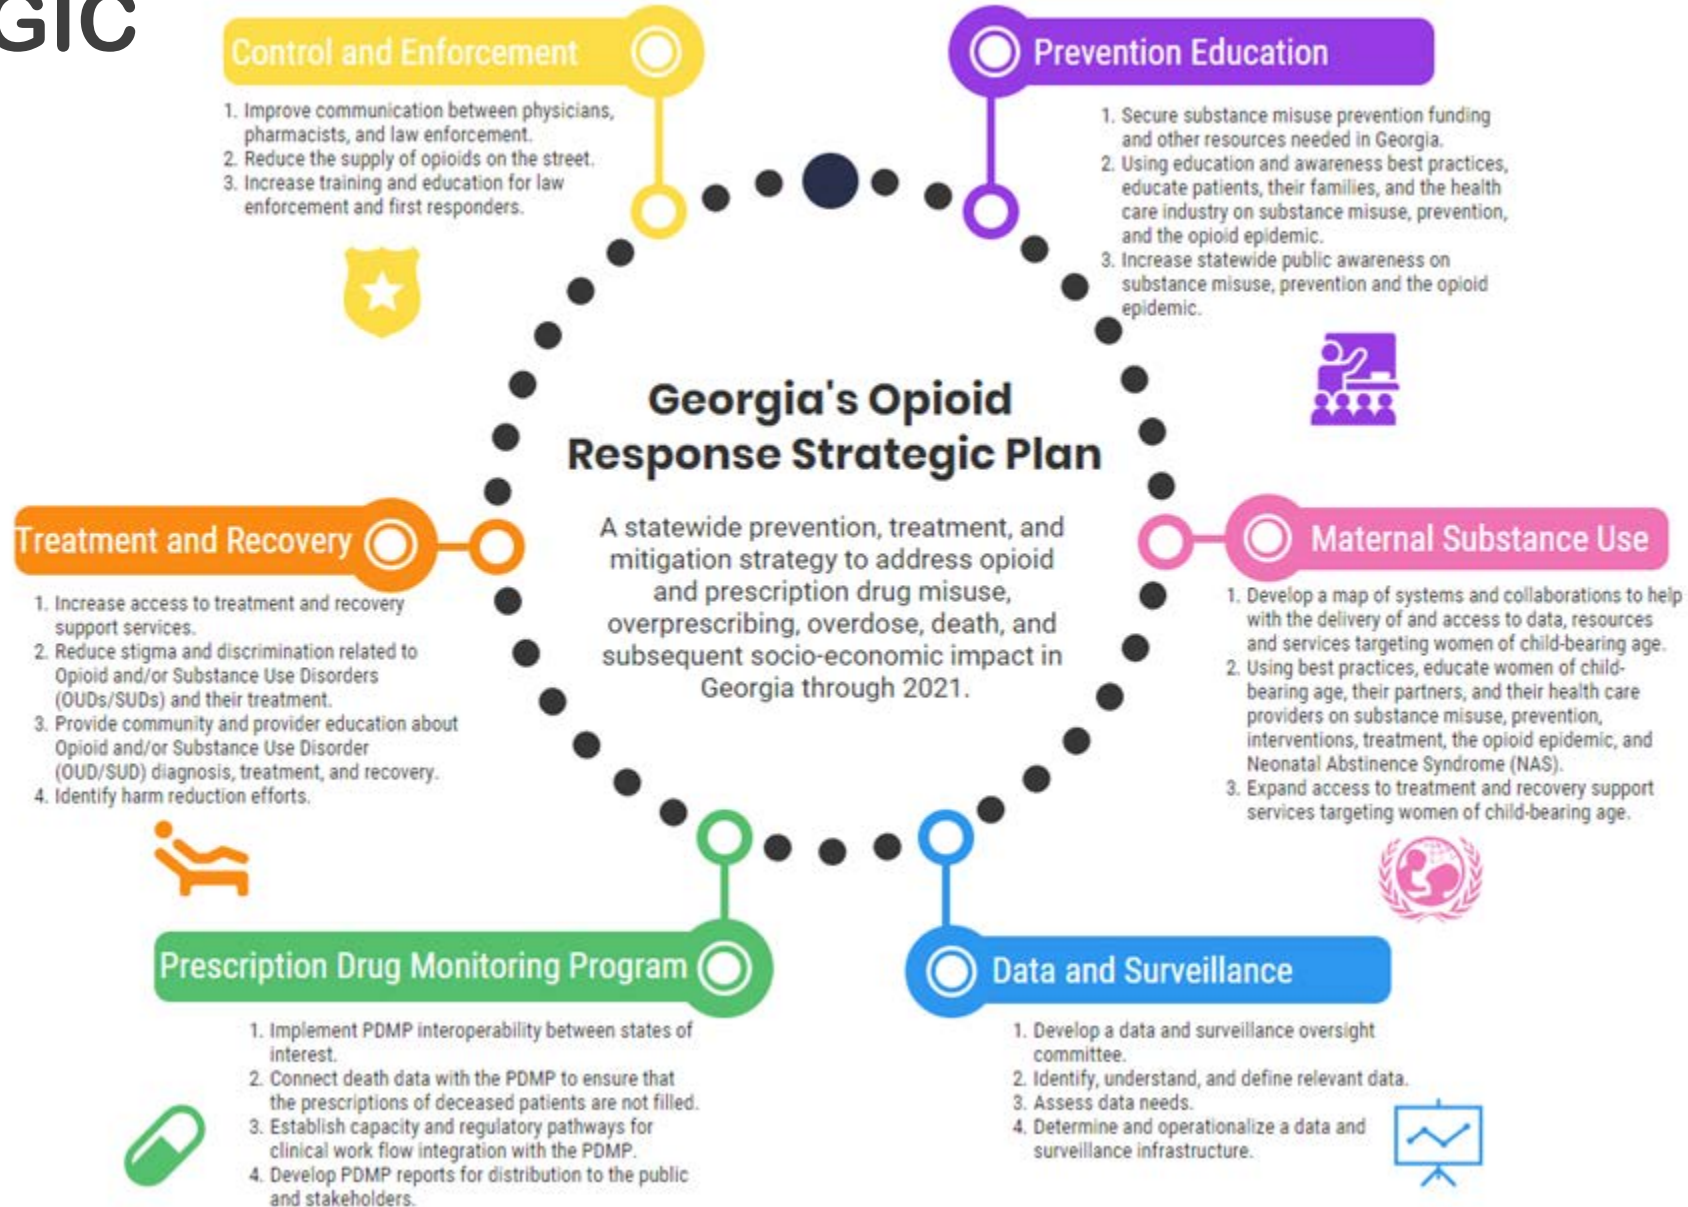 GIC
Control and Enforcement
1. Improve communication between physicians,
pharmacists, and law enforcement.
2. Reduce the supply of opioids on the street.
3. Increase training and education for law
enforcement and first responders.
Prevention Education
1. Secure substance misuse prevention funding
and other resources needed in Georgia.
2. Using education and awareness best practices,
educate patients, their families, and the health
care industry on substance misuse, prevention,
and the opioid epidemic.
3. Increase statewide public awareness on
substance misuse, prevention and the opioid
epidemic.
Georgia's Opioid
Response Strategic Plan
A statewide prevention, treatment, and
mitigation strategy to address opioid
and prescription drug misuse,
overprescribing, overdose, death, and
subsequent socio-economic impact in
Georgia through 2021.
Treatment and Recovery
1. Increase access to treatment and recovery
support services.
2. Reduce stigma and discrimination related to
Opioid and/or Substance Use Disorders
(OUDs/SUDs) and their treatment.
3. Provide community and provider education about
Opioid and/or Substance Use Disorder
(OUD/SUD) diagnosis, treatment, and recovery.
4. Identify harm reduction efforts.
Maternal Substance Use
1. Develop a map of systems and collaborations to help
with the delivery of and access to data, resources
and services targeting women of child-bearing age.
2. Using best practices, educate women of child-
bearing age, their partners, and their health care
providers on substance misuse, prevention,
interventions, treatment, the opioid epidemic, and
Neonatal Abstinence Syndrome (NAS).
3. Expand access to treatment and recovery support
services targeting women of child-bearing age.
Prescription Drug Monitoring Program
1. Implement PDMP interoperability between states of
interest.
2. Connect death data with the PDMP to ensure that
the prescriptions of deceased patients are not filled.
3. Establish capacity and regulatory pathways for
clinical work flow integration with the PDMP.
4. Develop PDMP reports for distribution to the public
and stakeholders.
Data and Surveillance
1. Develop a data and surveillance oversight
committee.
2. Identify, understand, and define relevant data.
3. Assess data needs.
4. Determine and operationalize a data and
surveillance infrastructure.